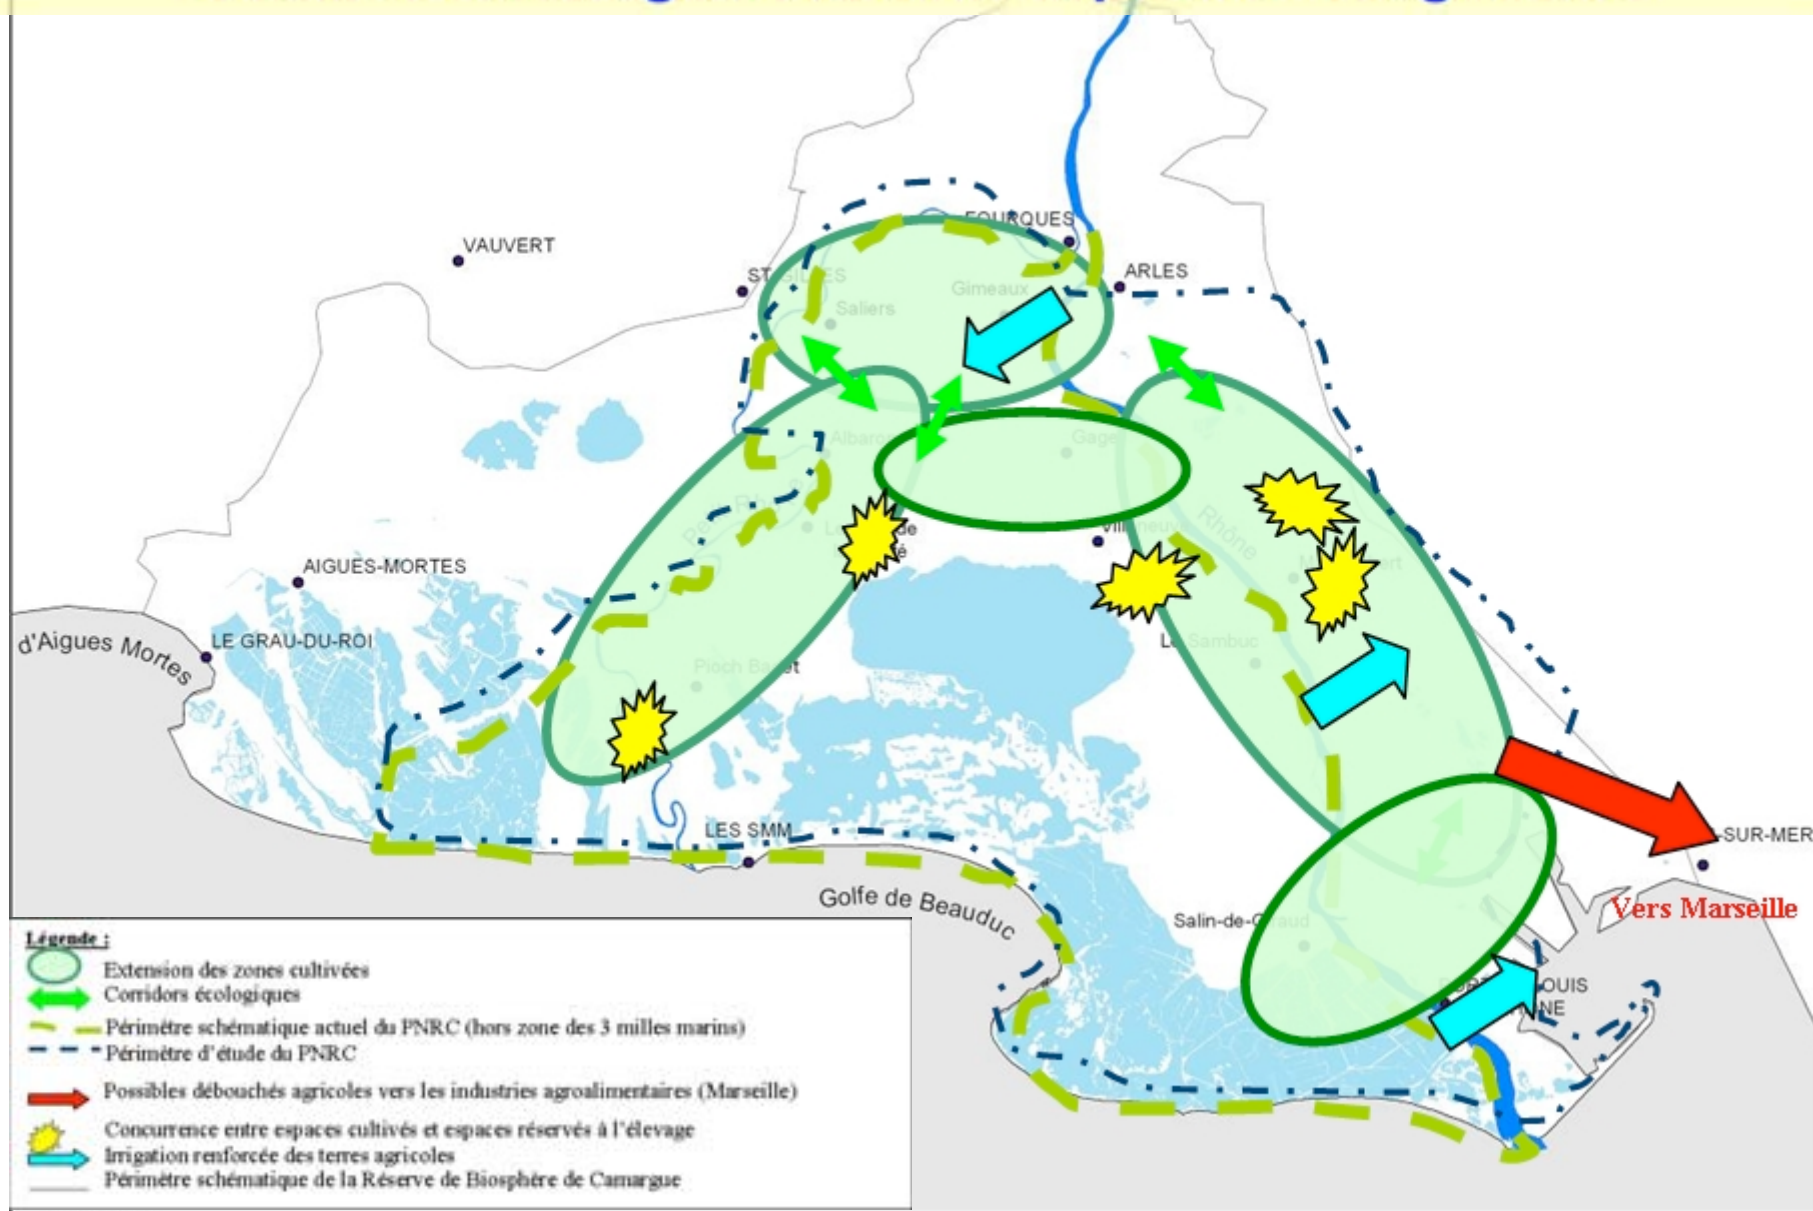 FOURQUES
VAUVERT
ST GILLES
ARLES
Gimeaux
Saliers
Gage
Rhône
AIGUES-MORTES
LE GRAU-DU-ROI
d'Aigues Mortes
Sambuc
Pioch
LES SMM
-SUR-MER
Golfe de Beauduc
Vers Marseille
Salin-de-Giraud
Légende :
Extension des zones cultivées
Corridors écologiques
Périmètre schématique actuel du PNRC (hors zone des 3 milles marins)
Périmètre d'étude du PNRC
Possibles débouchés agricoles vers les industries agroalimentaires (Marseille)
Concurrence entre espaces cultivés et espaces réservés à l'élevage
Irrigation renforcée des terres agricoles
Périmètre schématique de la Réserve de Biosphère de Camargue